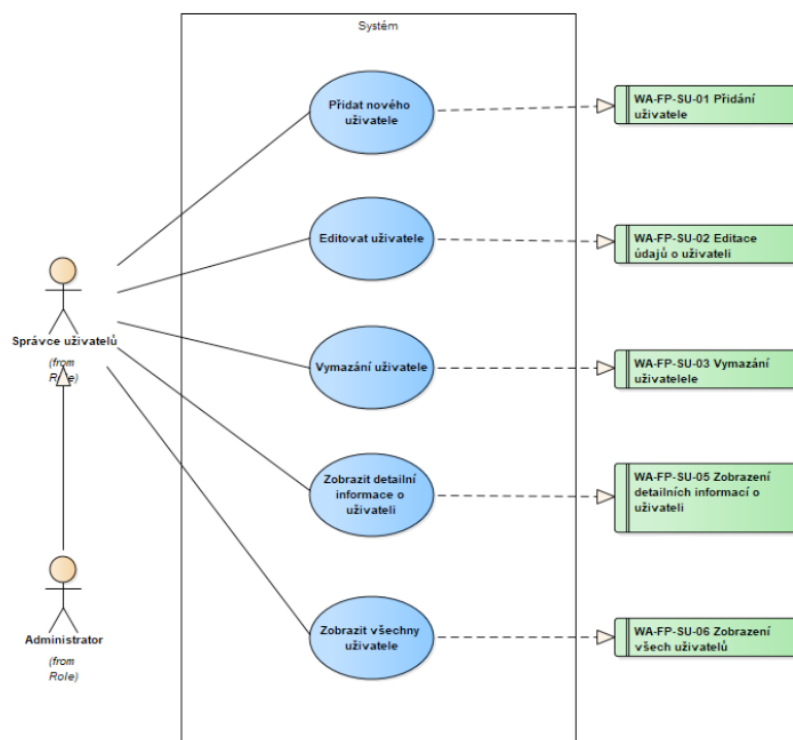 Systém
Přidat nového
uživatele
WA-FP-SU-01 Přidání
uživatele
Editovat uživatele
WA-FP-SU-02 Editace
údajů o uživateli
Správce uživatelů
(from
Role)
Vymazání uživatele
WA-FP-SU-03 Vymazání
uživatelele
Zobrazit detailní
informace o
uživateli
WA-FP-SU-05 Zobrazení
detailních informací o
uživateli
Administrator
(from
Role)
Zobrazit všechny
uživatele
WA-FP-SU-06 Zobrazení
všech uživatelů